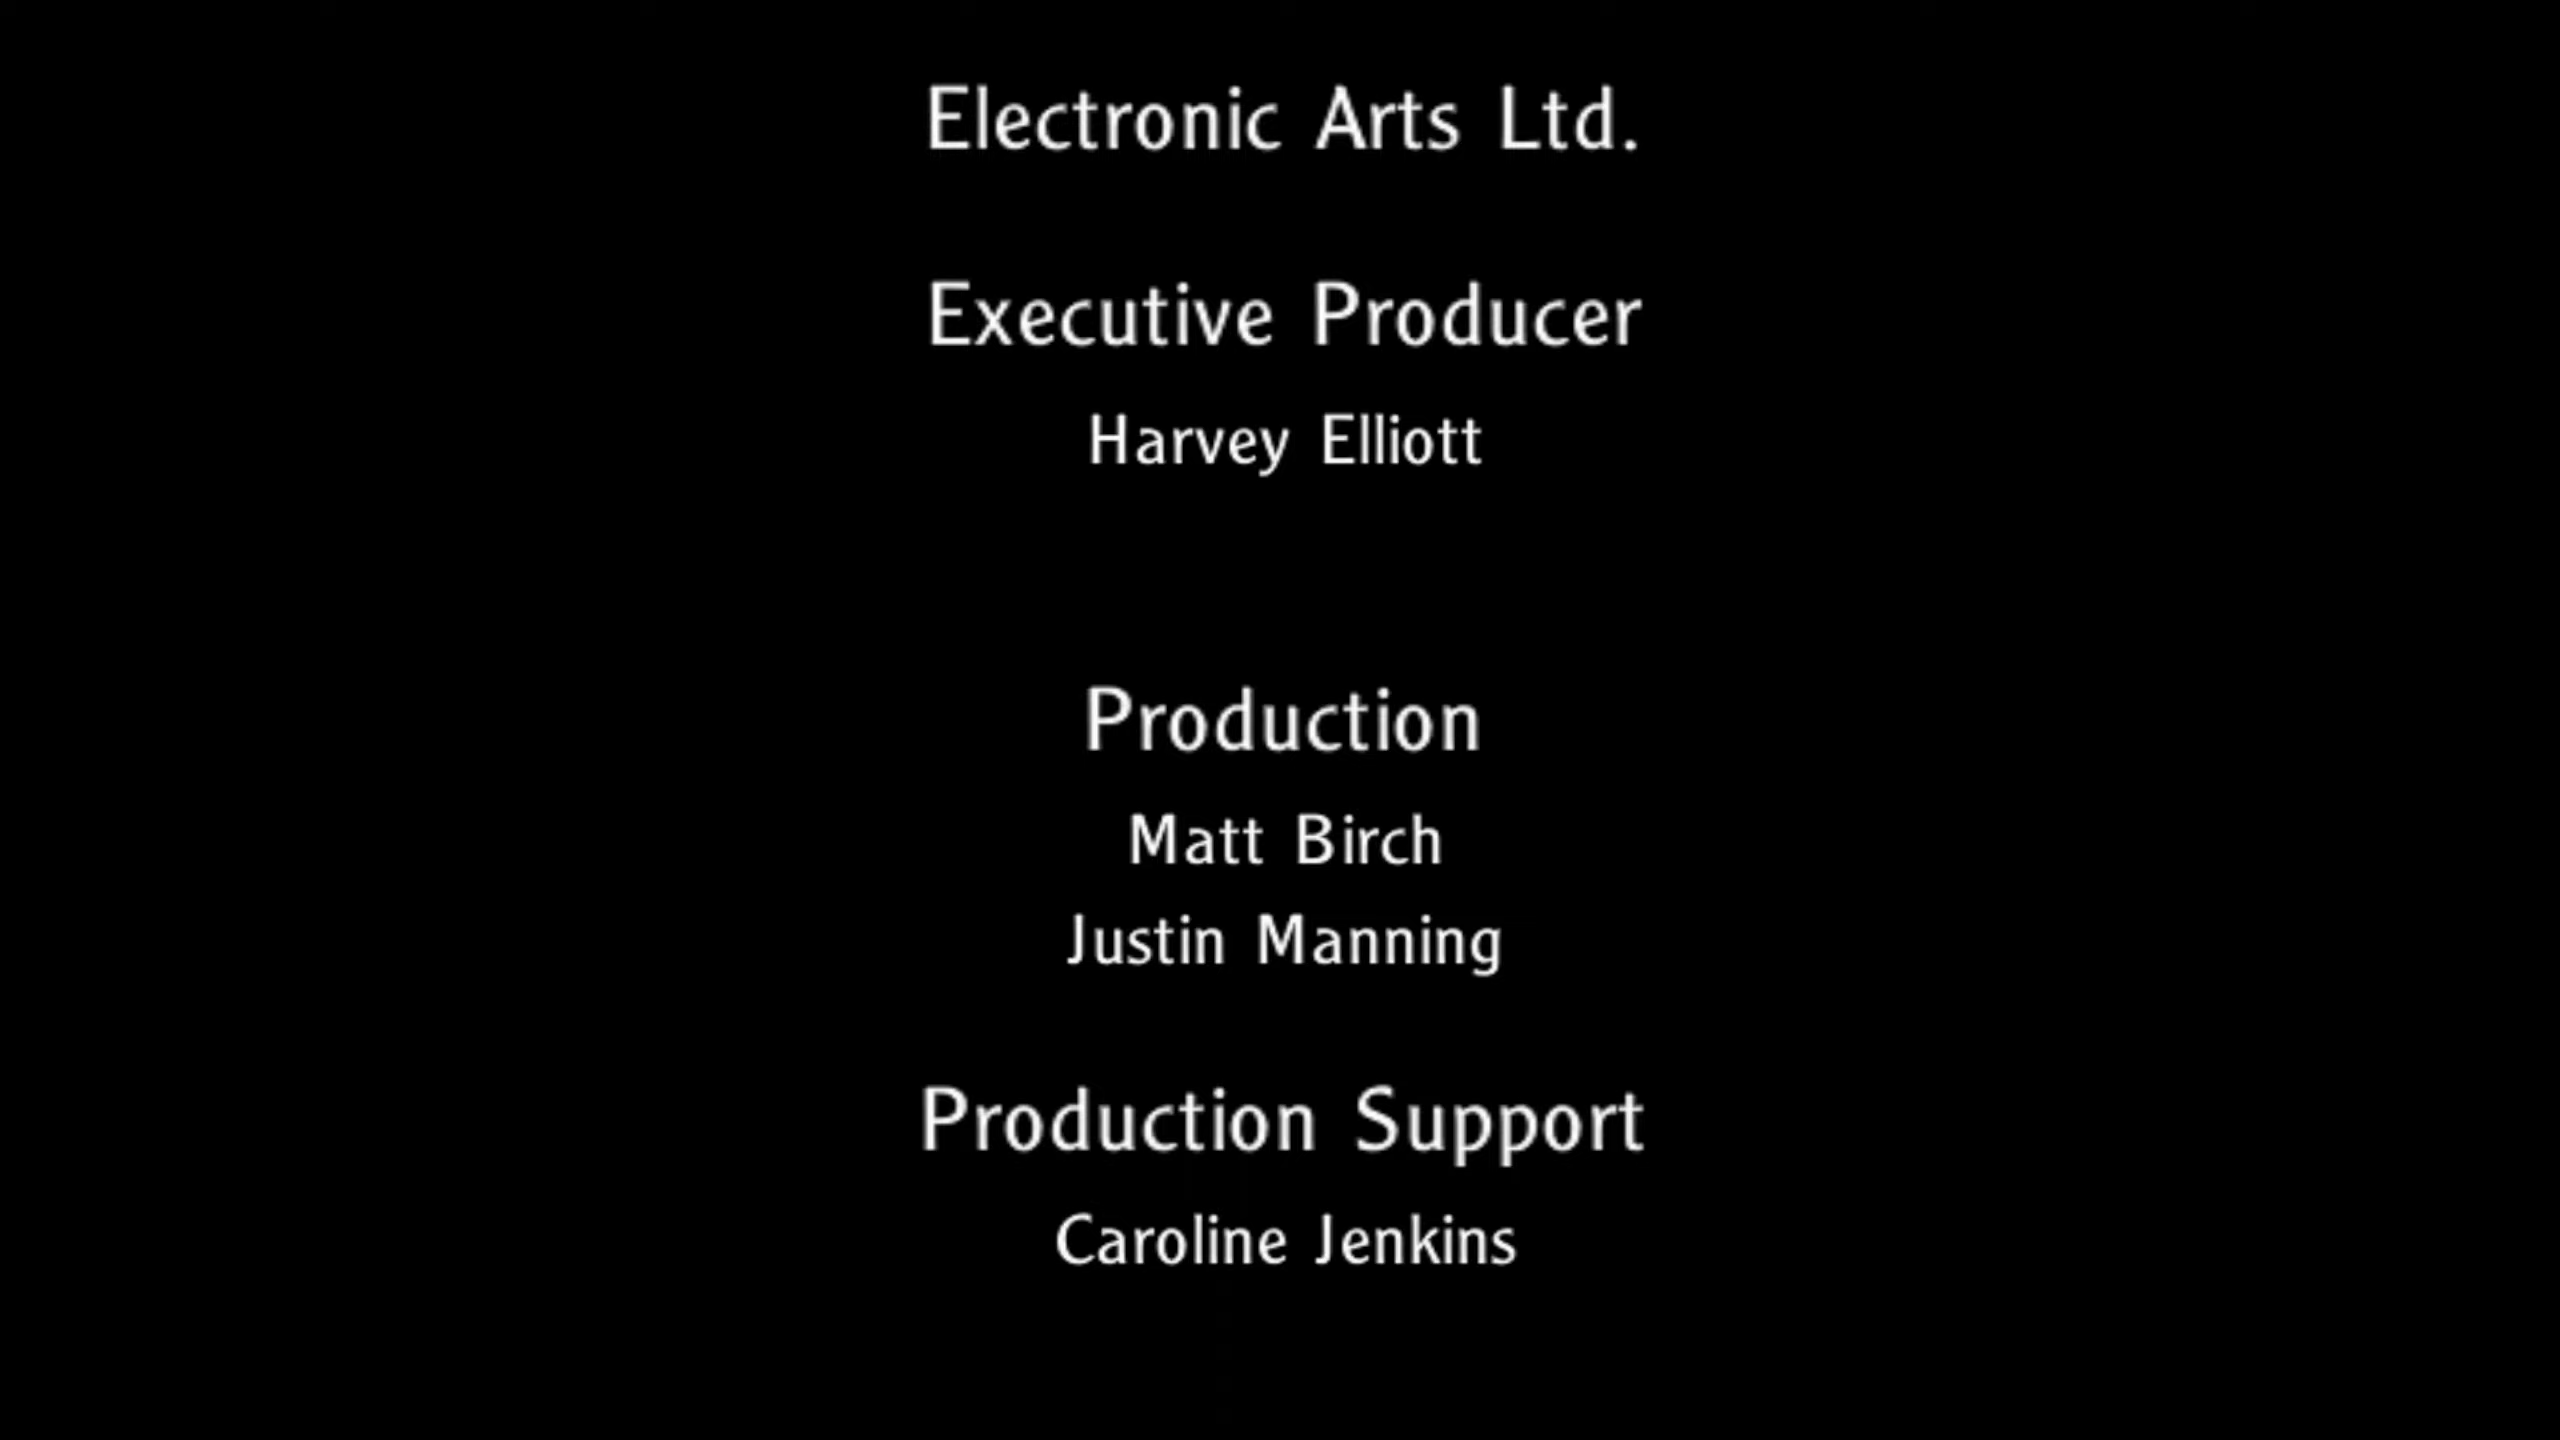 Electronic Arts Ltd.
Executive Producer
Harvey Elliott
Production
Matt Birch
Justin Manning
Production Support
Caroline Jenkins